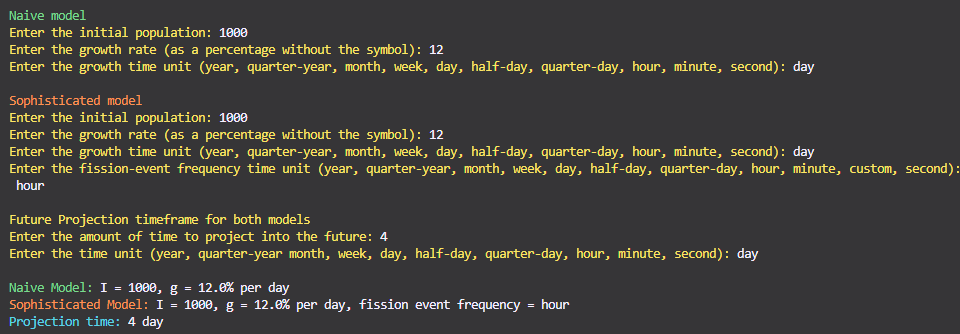 Naive model
Enter the initial population: 1000
Enter the growth rate (as a percentage without the symbol): 12
Enter the growth time unit (year, quarter-year, month, week, day, half-day, quarter-day, hour, minute, second): day
Sophisticated model
Enter the initial population: 1000
Enter the growth rate (as a percentage without the symbol): 12
Enter the growth time unit (year, quarter-year, month, week, day, half-day, quarter-day, hour, minute, second): day
Enter the fission-event frequency time unit (year, quarter-year, month, week, day, half-day, quarter-day, hour, minute, custom, second):
hour
Future Projection timeframe for both models
Enter the amount of time to project into the future: 4
Enter the time unit (year, quarter-year month, week, day, half-day, quarter-day, hour, minute, second): day
Naive Model: I = 1000, g = 12.0% per day
Sophisticated Model: I = 1000, g = 12.0% per day, fission event frequency = hour
Projection time: 4 day